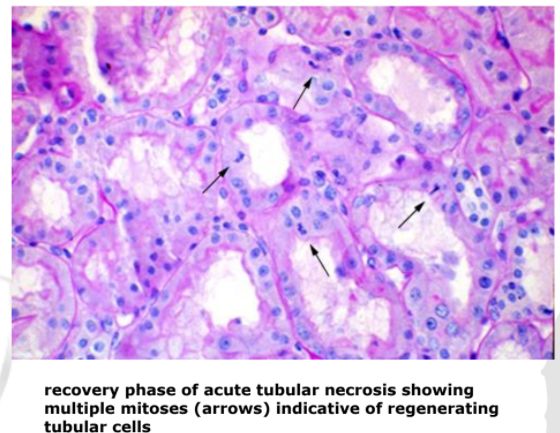 recovery phase of acute tubular necrosis showing
multiple mitoses (arrows) indicative of regenerating
tubular cells